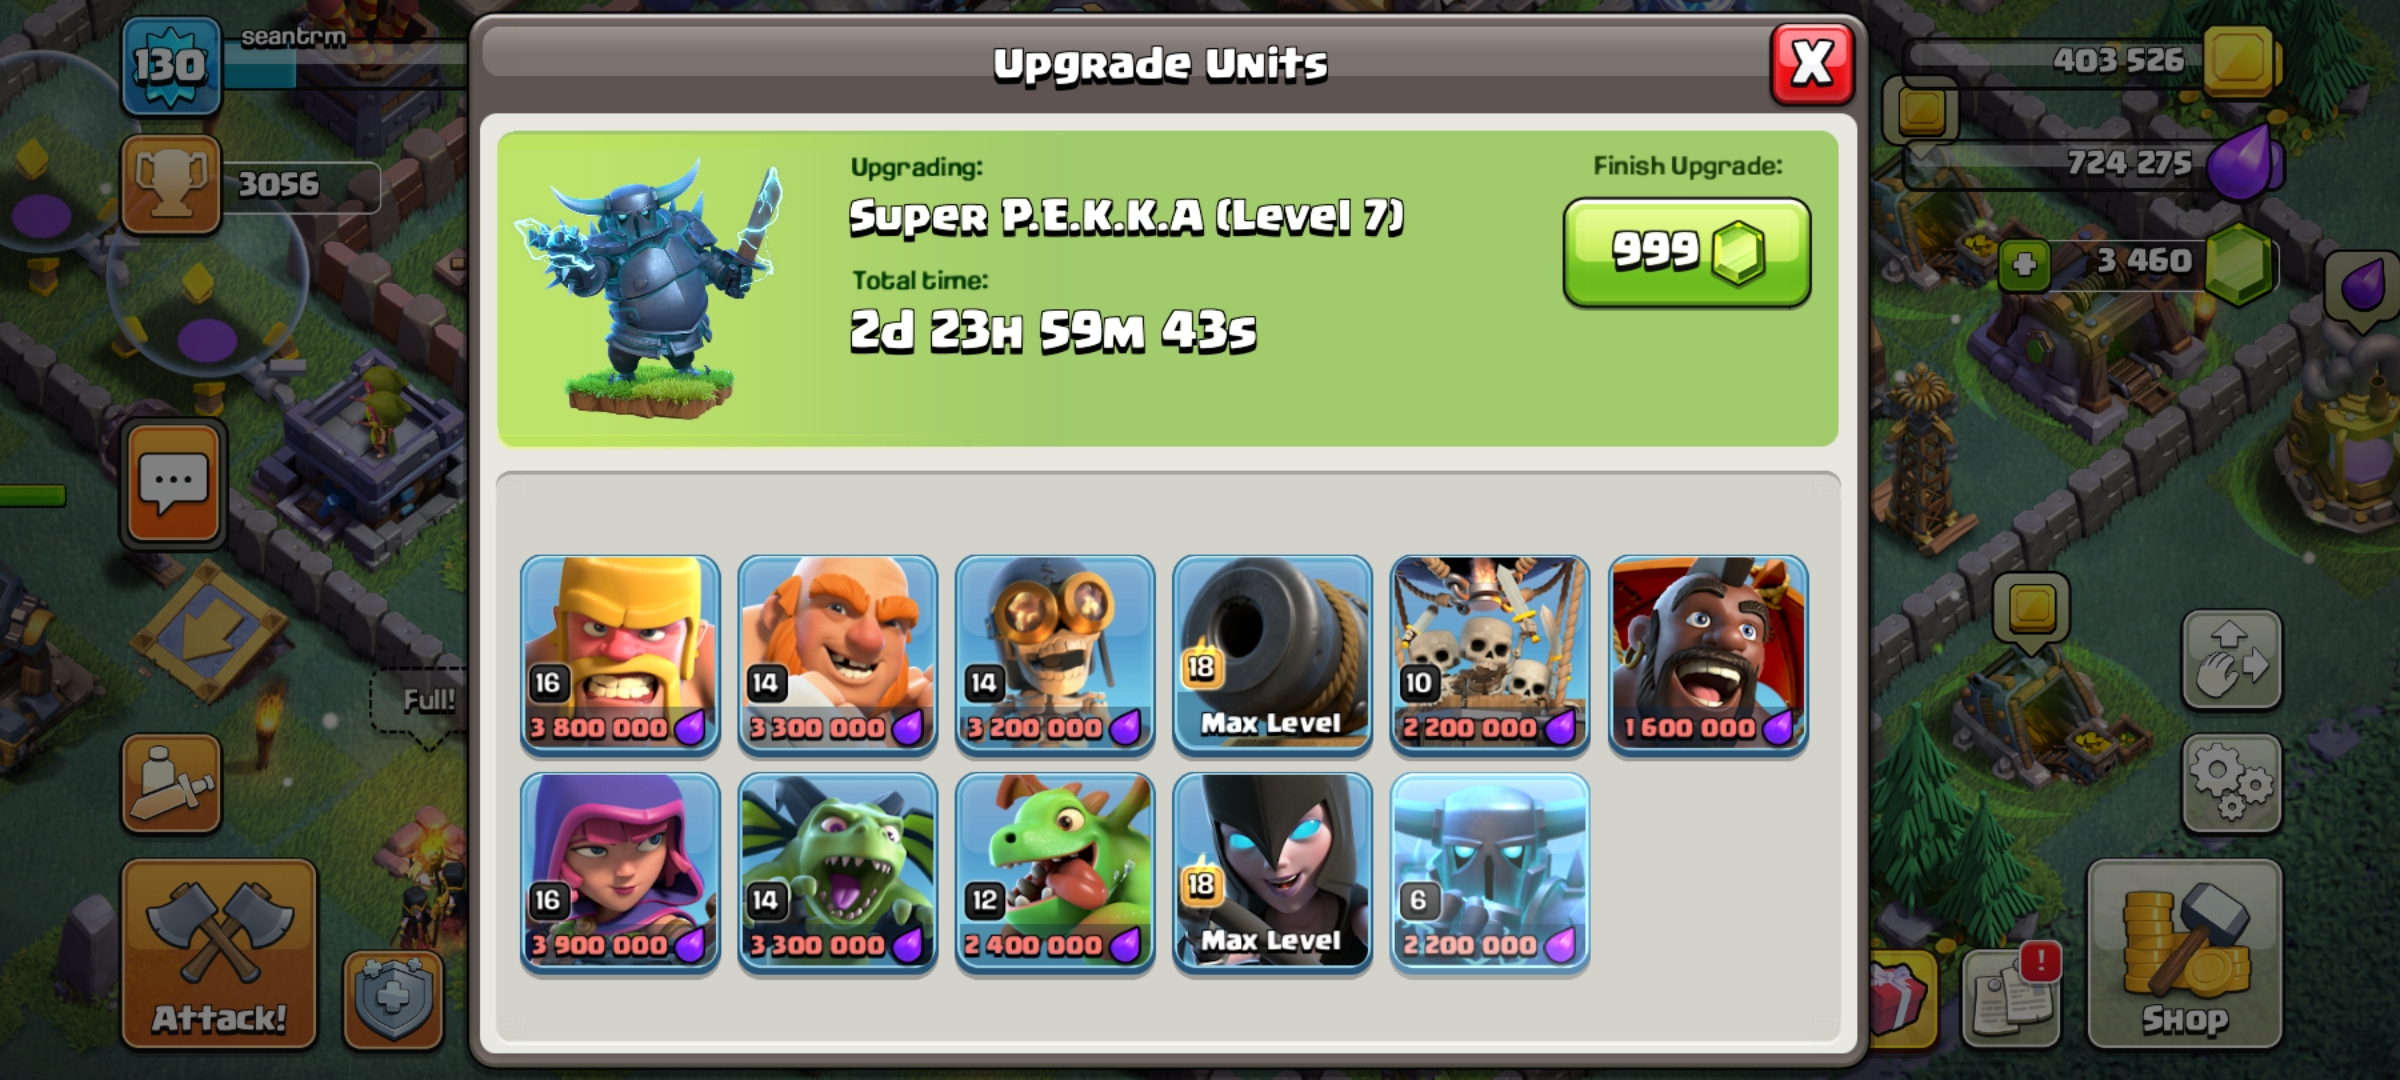 Upgrade Units
130
seantrm
3056
403 526
724 275
3 460
Upgrading:
Super P.E.K.K.A (Level 7)
Total time:
2d 23H 59M 43s
Finish Upgrade:
999
Full!
16
3 800 000
14
3 300 000
14
3 200 000
18
Max Level
10
2 200 000
1 600 000
16
3 900 000
14
3 300 000
12
2 400 000
18
Max Level
6
2 200 000
Attack!
!
Shop